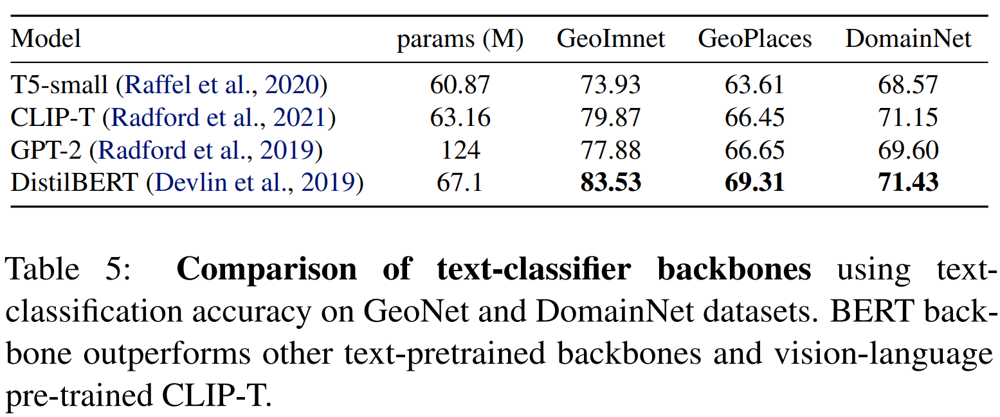 Model params (M) GeoImnet GeoPlaces DomainNet
T5-small (Raffel et al., 2020) 60.87 73.93 63.61 68.57
CLIP-T (Radford et al., 2021) 63.16 79.87 66.45 71.15
GPT-2 (Radford et al., 2019) 124 77.88 66.65 69.60
DistilBERT (Devlin et al., 2019) 67.1 83.53 69.31 71.43
Table 5: Comparison of text-classifier backbones using text-
classification accuracy on GeoNet and DomainNet datasets. BERT back-
bone outperforms other text-pretrained backbones and vision-language
pre-trained CLIP-T.